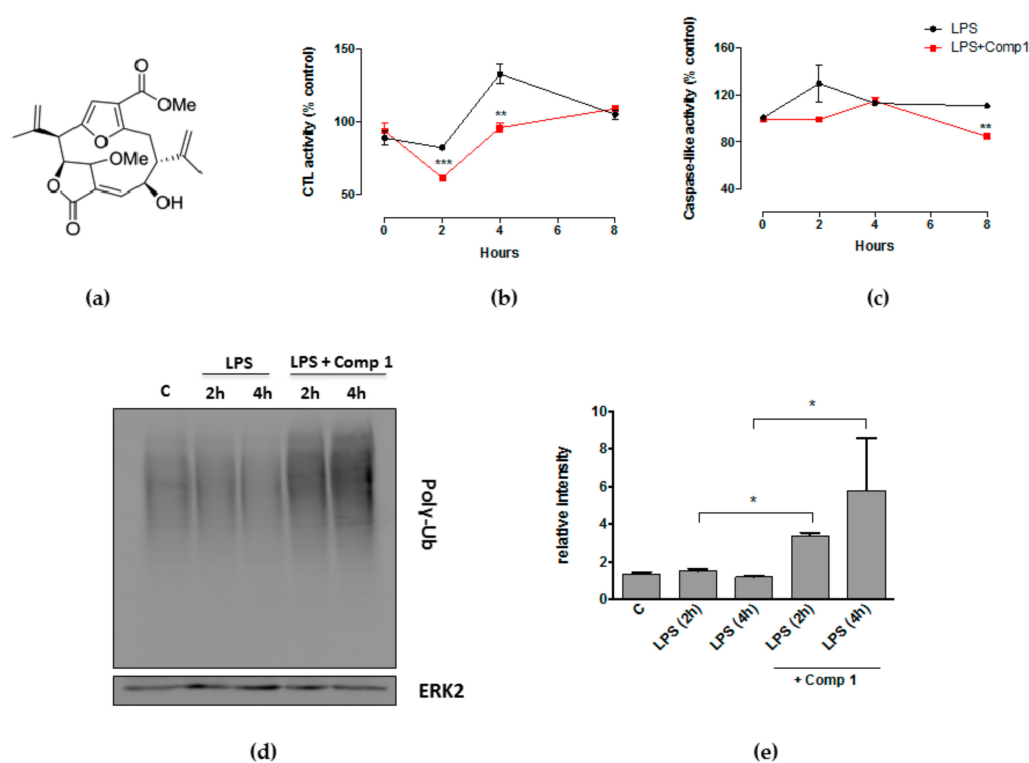 O
OMe
O
OMe
O
O
OH
(a)
CTL activity (% control)
150
100
50
0
2
4
8
Hours
***
**
(b)
LPS
LPS+Comp1
Caspase-like activity (% control)
160
120
80
40
0
2
4
6
8
Hours
**
(c)
LPS
LPS + Comp 1
C
2h
4h
2h
4h
Poly-Ub
ERK2
(d)
relative intensity
10
8
6
4
2
0
*
*
C
LPS (2h)
LPS (4h)
LPS (2h)
LPS (4h)
+ Comp 1
(e)